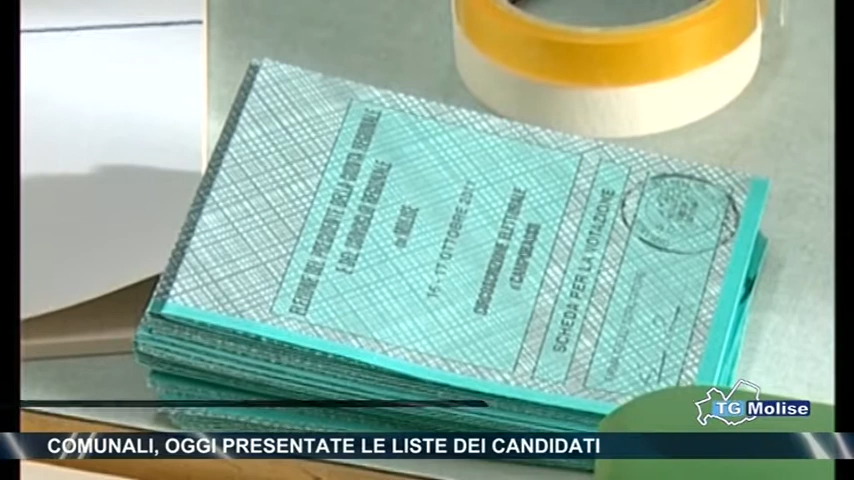 ELEZIONE DEL PRESIDENTE DELLA GIUNTA REGIONALE
E DEL CONSIGLIO REGIONALE
del MOLISE
16 - 17 OTTOBRE 2011
CIRCOSCRIZIONE ELETTORALE
CAMPOBASSO
SCHEDA PER LA VOTAZIONE
TG Molise
COMUNALI, OGGI PRESENTATE LE LISTE DEI CANDIDATI